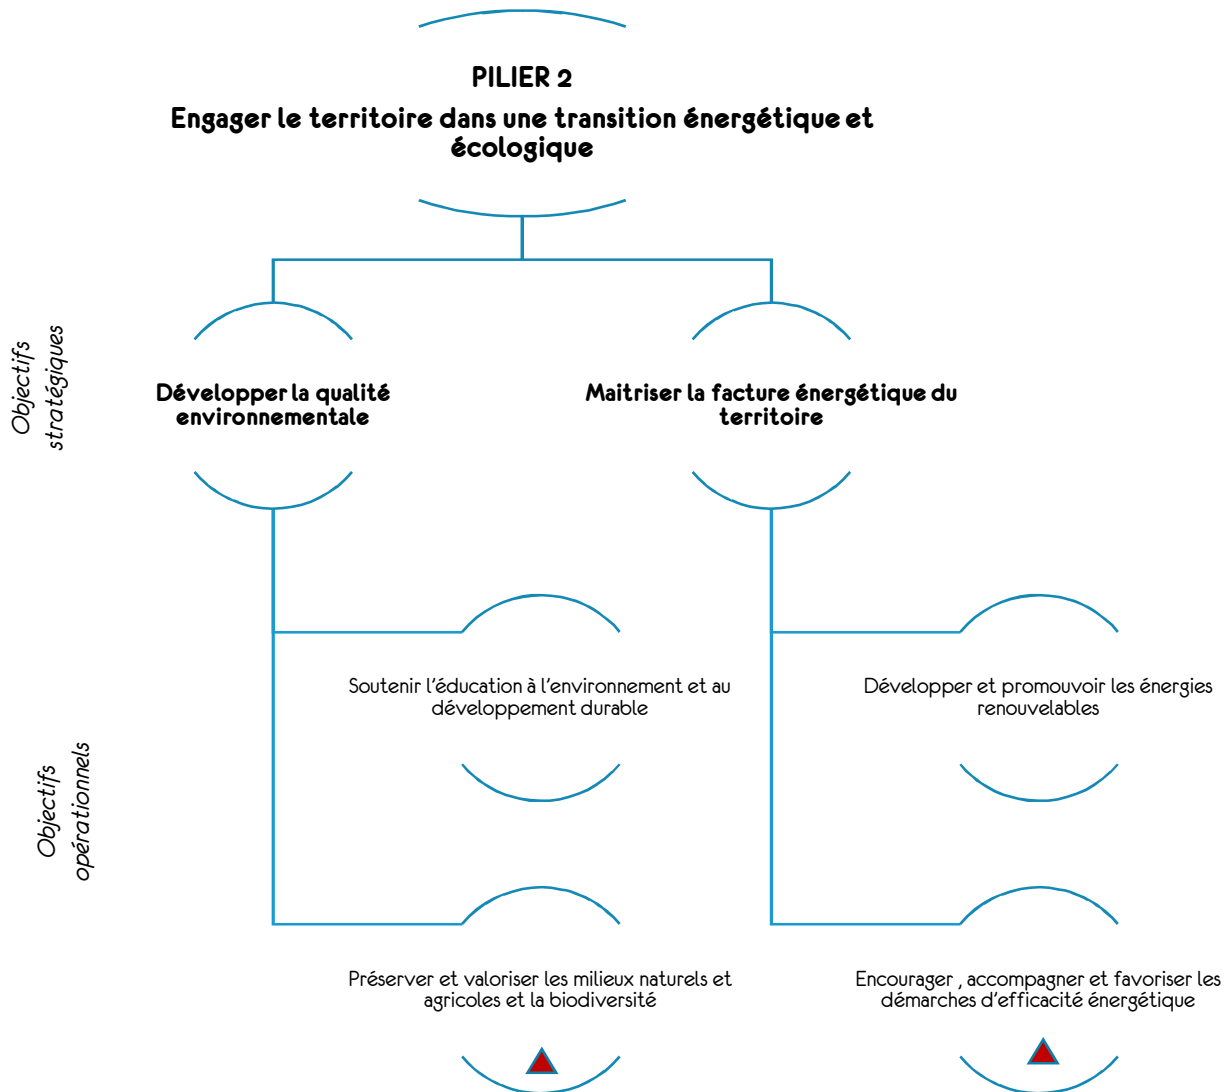 PILIER 2
Engager le territoire dans une transition énergétique et
écologique
Objectifs
stratégiques
Développer la qualité
environnementale
Maitriser la facture énergétique du
territoire
Objectifs
opérationnels
Soutenir l'éducation à l'environnement et au
développement durable
Développer et promouvoir les énergies
renouvelables
Préserver et valoriser les milieux naturels et
agricoles et la biodiversité
Encourager , accompagner et favoriser les
démarches d'efficacité énergétique